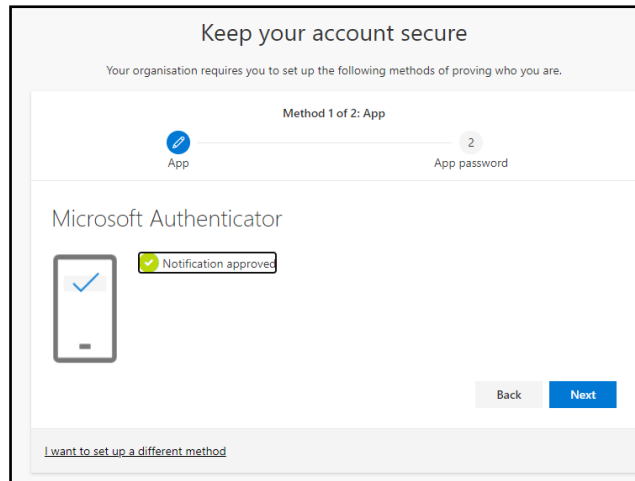 Keep your account secure
Your organisation requires you to set up the following methods of proving who you are.
Method 1 of 2: App
2
App
App password
Microsoft Authenticator
Notification approved
Back
Next
I want to set up a different method